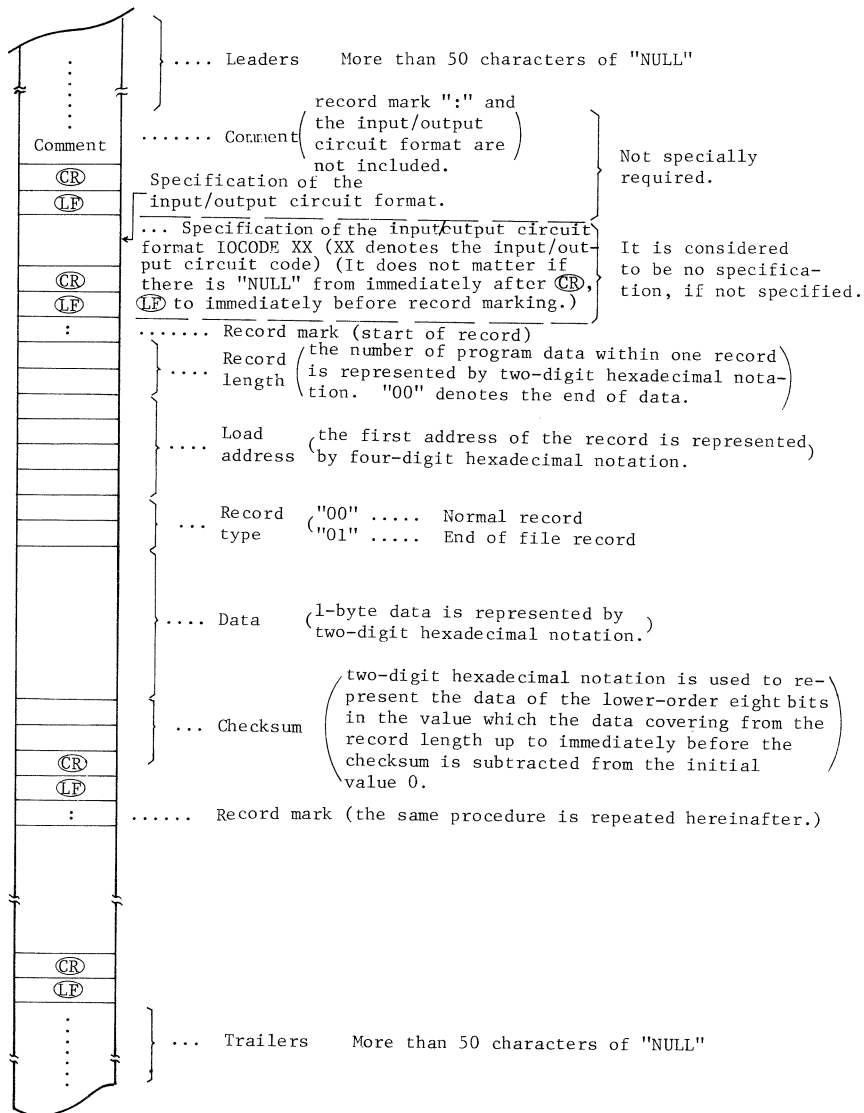 .... Leaders More than 50 characters of "NULL"
Comment
....... Comment (record mark ":" and
the input/output
circuit format are
not included.)
Not specially
required.
CR
LF
Specification of the
input/output circuit format.
... Specification of the input/output circuit
format IOCODE XX (XX denotes the input/out-
put circuit code) (It does not matter if
there is "NULL" from immediately after CR,
LF to immediately before record marking.)
It is considered
to be no specifica-
tion, if not specified.
CR
LF
:
....... Record mark (start of record)
.... Record length (the number of program data within one record
is represented by two-digit hexadecimal nota-
tion. "00" denotes the end of data.)
.... Load address (the first address of the record is represented
by four-digit hexadecimal notation.)
... Record type ("00" ..... Normal record
"01" ..... End of file record
.... Data (1-byte data is represented by
two-digit hexadecimal notation.)
... Checksum (two-digit hexadecimal notation is used to re-
present the data of the lower-order eight bits
in the value which the data covering from the
record length up to immediately before the
checksum is subtracted from the initial
value 0.)
CR
LF
:
...... Record mark (the same procedure is repeated hereinafter.)
CR
LF
... Trailers More than 50 characters of "NULL"